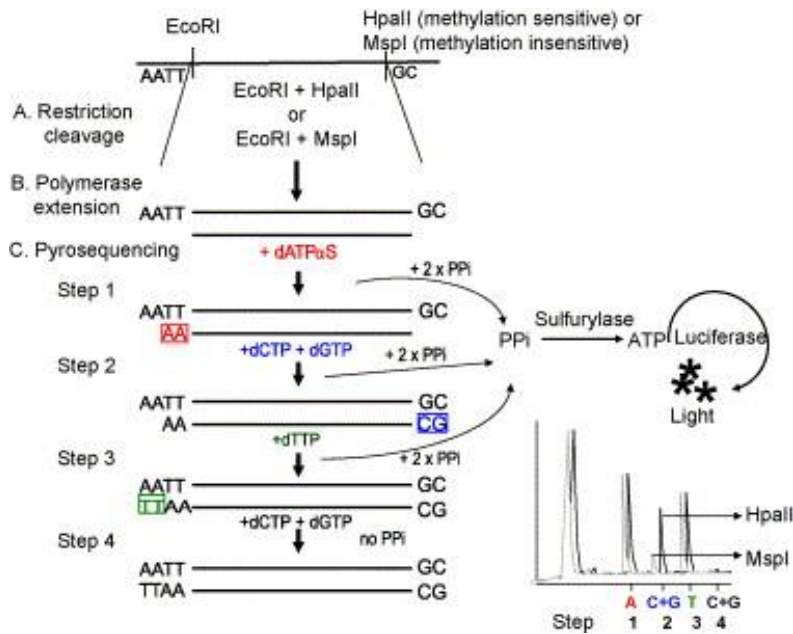 EcoRI
HpaII (methylation sensitive) or
MspI (methylation insensitive)
AATT
GC
A. Restriction
cleavage
EcoRI + HpaII
or
EcoRI + MspI
B. Polymerase
extension
AATT
GC
C. Pyrosequencing
+ dATPαS
+ 2 x PPi
Step 1
AATT
GC
AA
PPi
Sulfurylase
ATP
Luciferase
Light
+dCTP + dGTP
+ 2 x PPi
Step 2
AATT
GC
AA
CG
+dTTP
+ 2 x PPi
Step 3
AATT
GC
TTAA
CG
+dCTP + dGTP
no PPi
Step 4
AATT
GC
TTAA
CG
HpaII
MspI
A C+G T C+G
Step 1 2 3 4